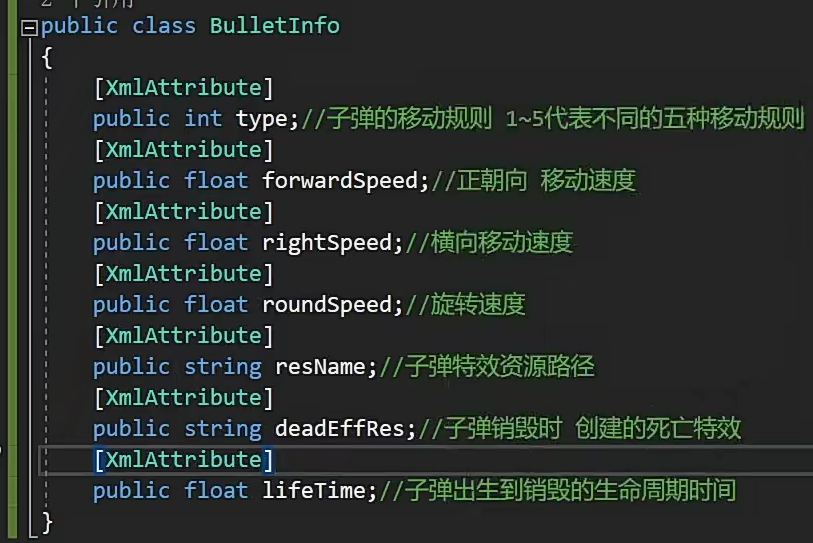 2 个引用
public class BulletInfo
{
[XmlAttribute]
public int type;//子弹的移动规则 1~5代表不同的五种移动规则
[XmlAttribute]
public float forwardSpeed;//正朝向 移动速度
[XmlAttribute]
public float rightSpeed;//横向移动速度
[XmlAttribute]
public float roundSpeed;//旋转速度
[XmlAttribute]
public string resName;//子弹特效资源路径
[XmlAttribute]
public string deadEffRes;//子弹销毁时 创建的死亡特效
[XmlAttribute]
public float lifeTime;//子弹出生到销毁的生命周期时间
}